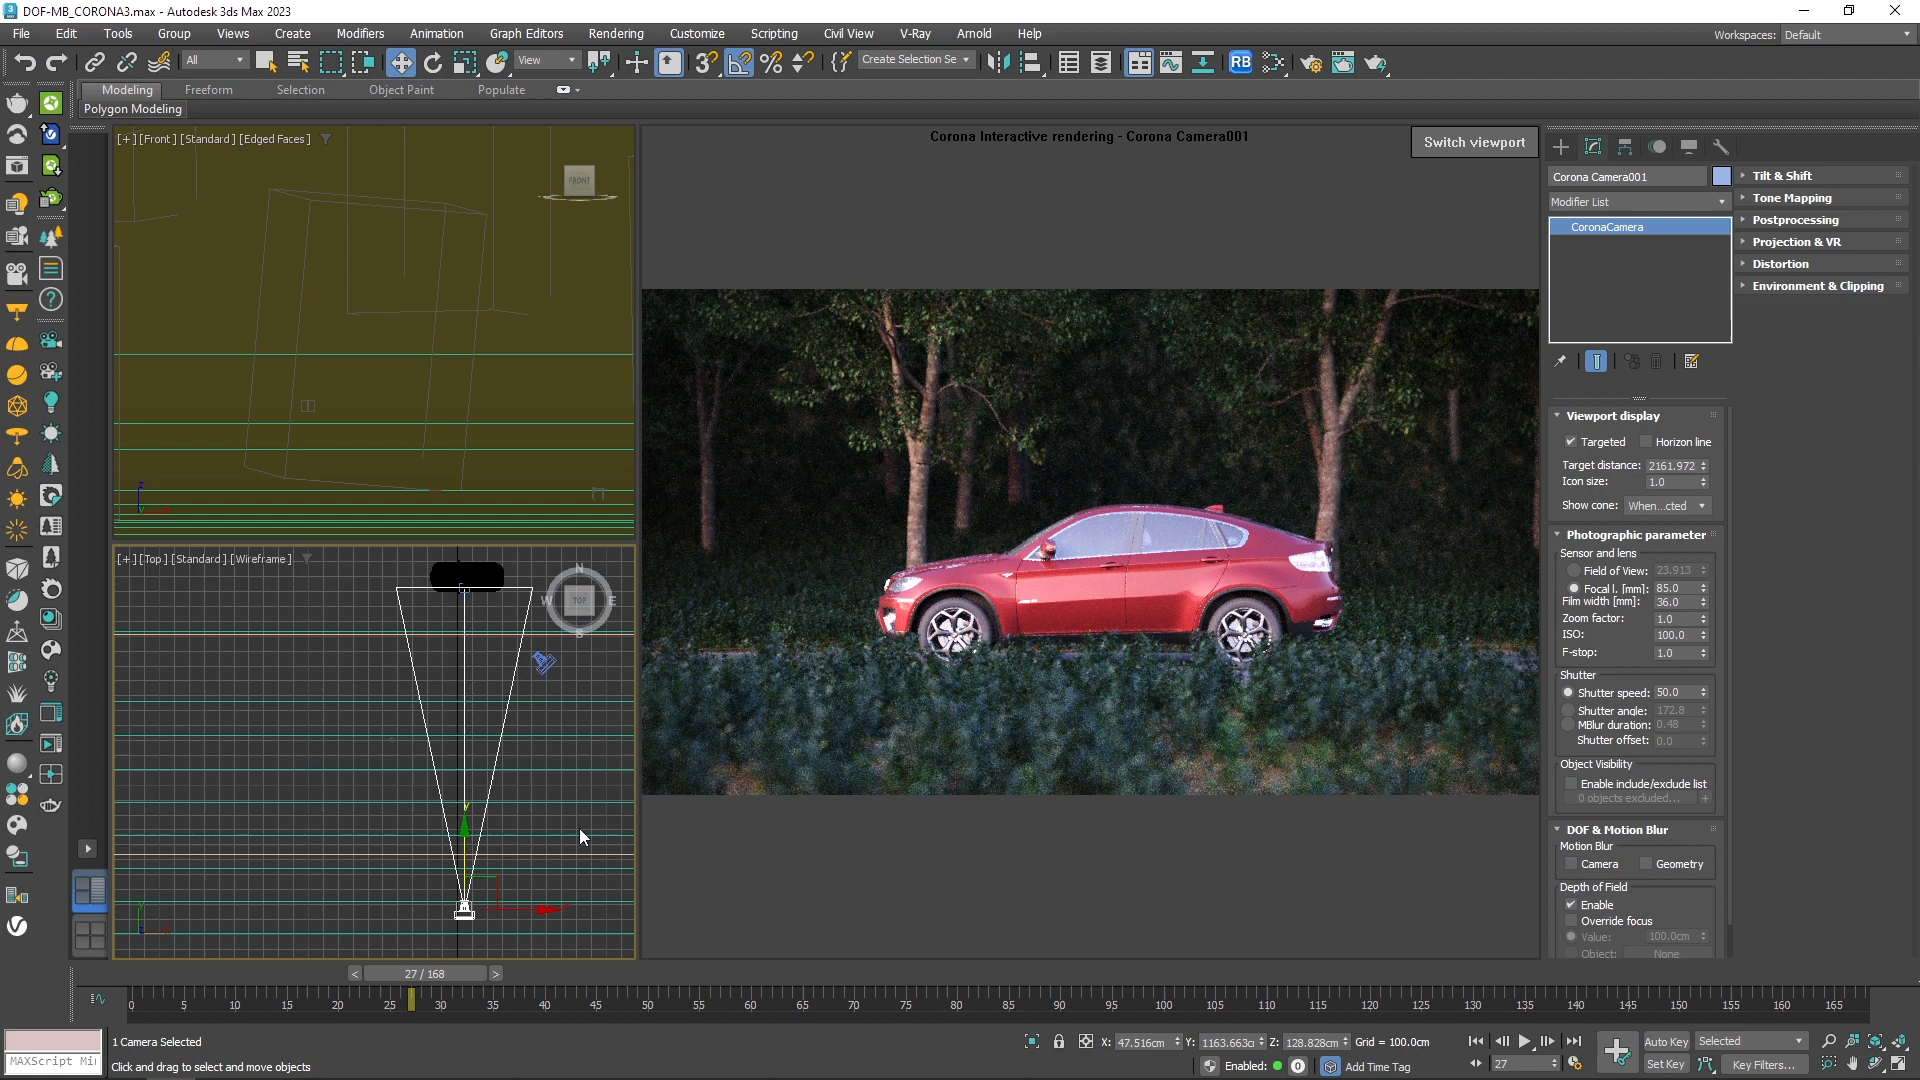 DOF-MB_CORONA3.max - Autodesk 3ds Max 2023
File Edit Tools Group Views Create Modifiers Animation Graph Editors Rendering Customize Scripting Civil View V-Ray Arnold Help
Workspaces: Default
All View Create Selection Se RB
Modeling Freeform Selection Object Paint Populate
Polygon Modeling
[+] [Front ] [Standard ] [Edged Faces ]
FRONT
Corona Interactive rendering - Corona Camera001
Switch viewport
[+] [Top ] [Standard ] [Wireframe ]
N
W TOP E
S
Corona Camera001
Modifier List
CoronaCamera
Tilt & Shift
Tone Mapping
Postprocessing
Projection & VR
Distortion
Environment & Clipping
Viewport display
Targeted Horizon line
Target distance: 2161.972
Icon size: 1.0
Show cone: When...cted
Photographic parameter
Sensor and lens
Field of View: 23.913
Focal l. [mm]: 85.0
Film width [mm]: 36.0
Zoom factor: 1.0
ISO: 100.0
F-stop: 1.0
Shutter
Shutter speed: 50.0
Shutter angle: 172.8
MBlur duration: 0.48
Shutter offset: 0.0
Object Visibility
Enable include/exclude list
0 objects excluded... +
DOF & Motion Blur
Motion Blur
Camera Geometry
Depth of Field
Enable
Override focus
Value: 100.0cm
Object: None
< 27 / 168 >
0 5 10 15 20 25 30 35 40 45 50 55 60 65 70 75 80 85 90 95 100 105 110 115 120 125 130 135 140 145 150 155 160 165
MAXScript Mi
1 Camera Selected
Click and drag to select and move objects
X: 47.516cm Y: 1163.663c Z: 128.828cm Grid = 100.0cm
Enabled: 0 Add Time Tag
27
Auto Key Selected
Set Key Key Filters...